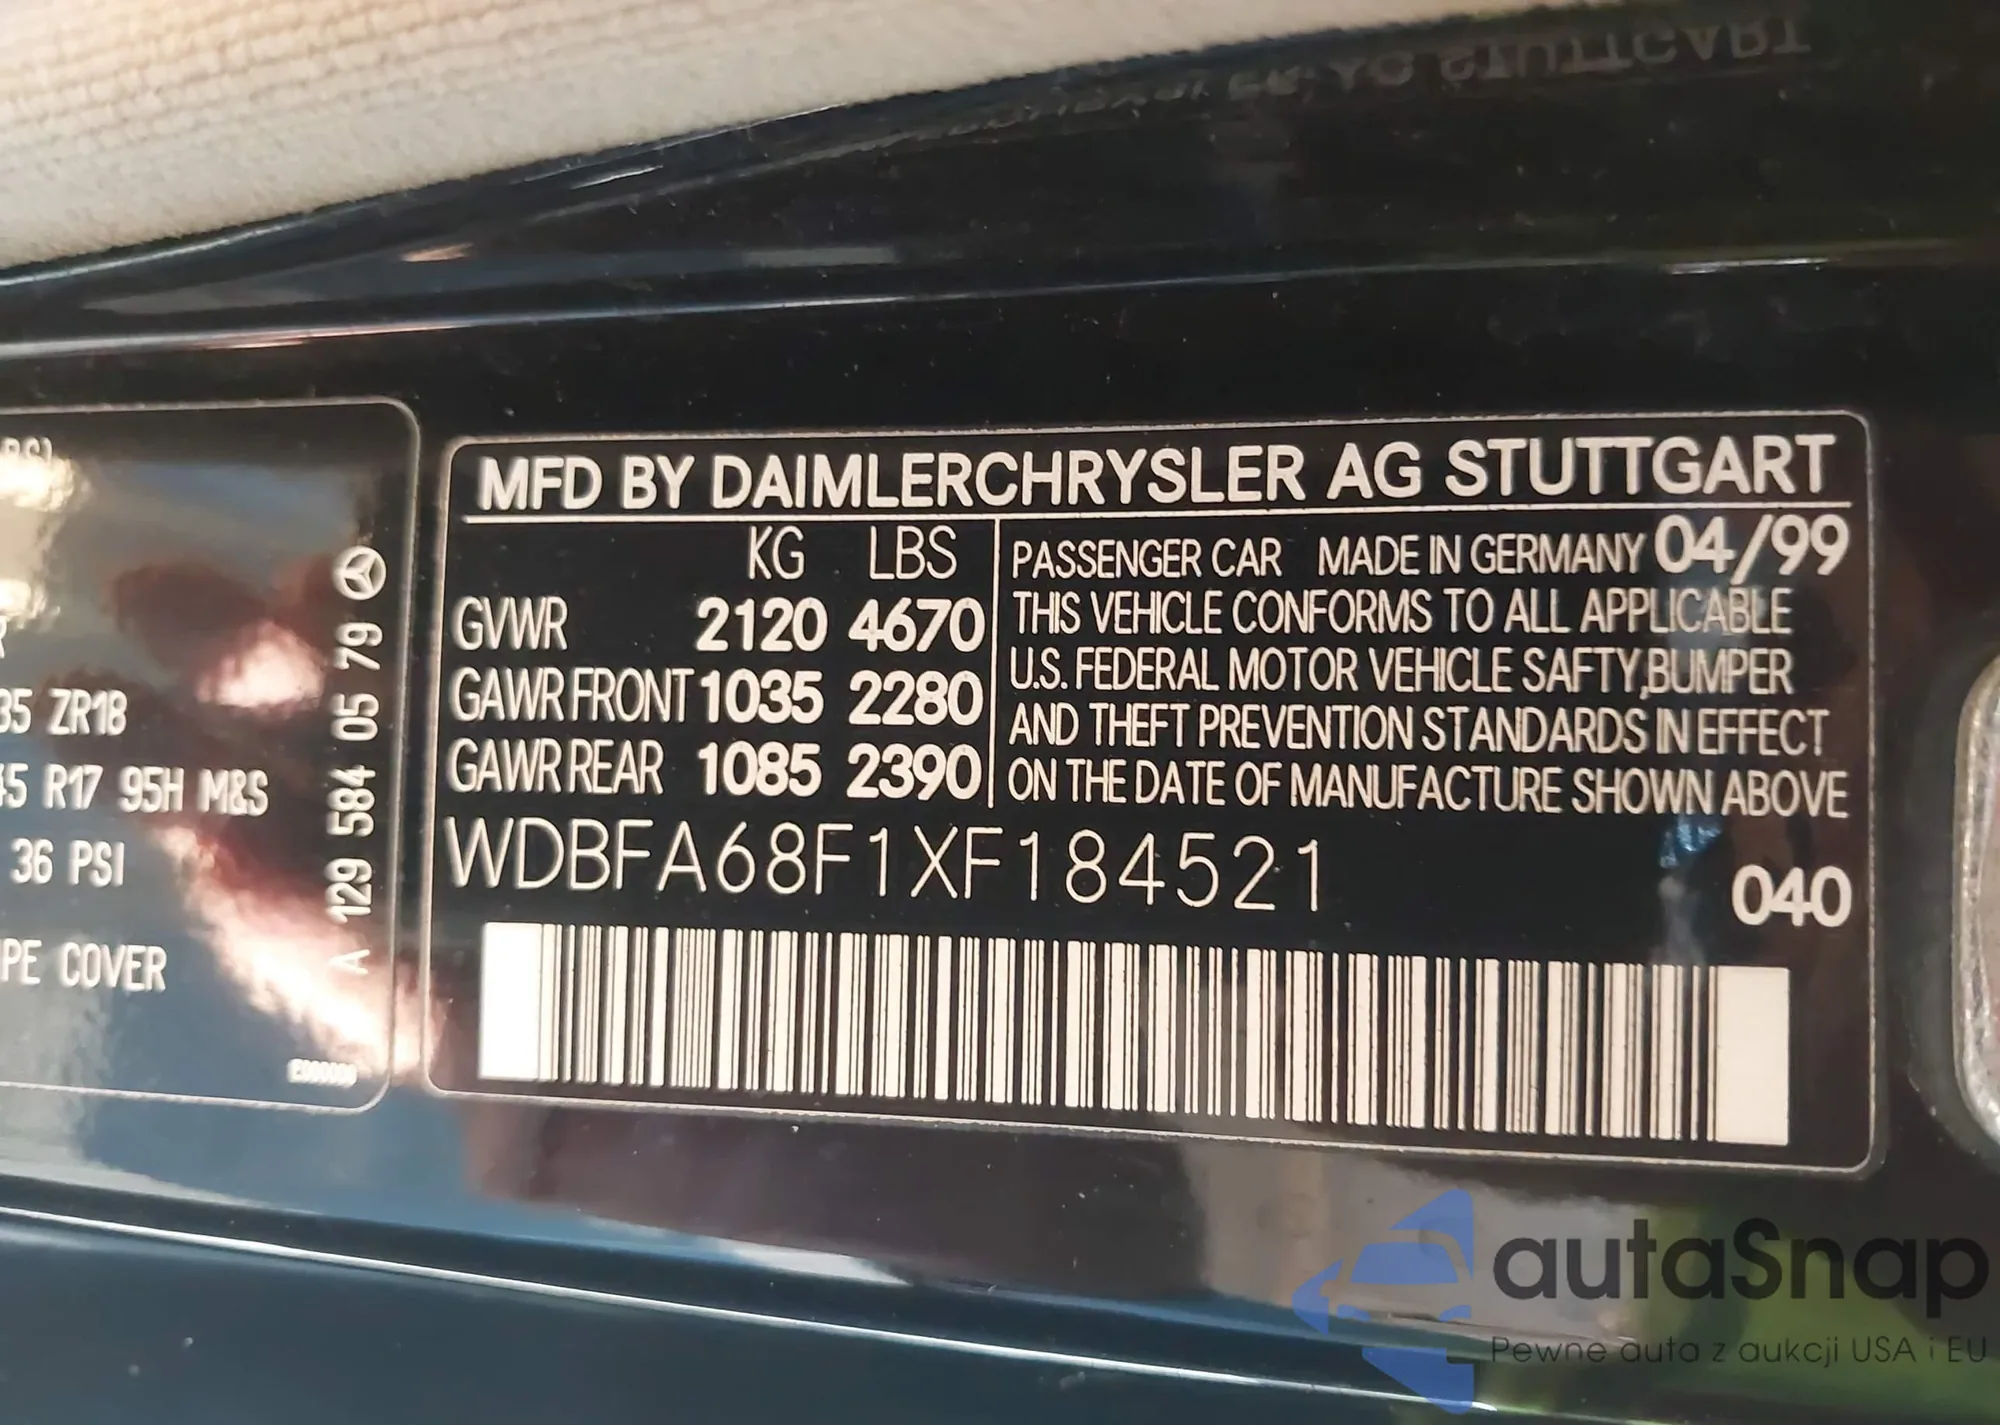 MFD BY DAIMLERCHRYSLER AG STUTTGART
KG LBS
GVWR 2120 4670
GAWR FRONT 1035 2280
GAWR REAR 1085 2390
PASSENGER CAR MADE IN GERMANY 04/99
THIS VEHICLE CONFORMS TO ALL APPLICABLE
U.S. FEDERAL MOTOR VEHICLE SAFTY,BUMPER
AND THEFT PREVENTION STANDARDS IN EFFECT
ON THE DATE OF MANUFACTURE SHOWN ABOVE
WDBFA68F1XF184521
040
35 ZR18
45 R17 95H M&S
36 PSI
COVER
A 129 584 05 79
autaSnap
Pewne auta z aukcji USA i EU